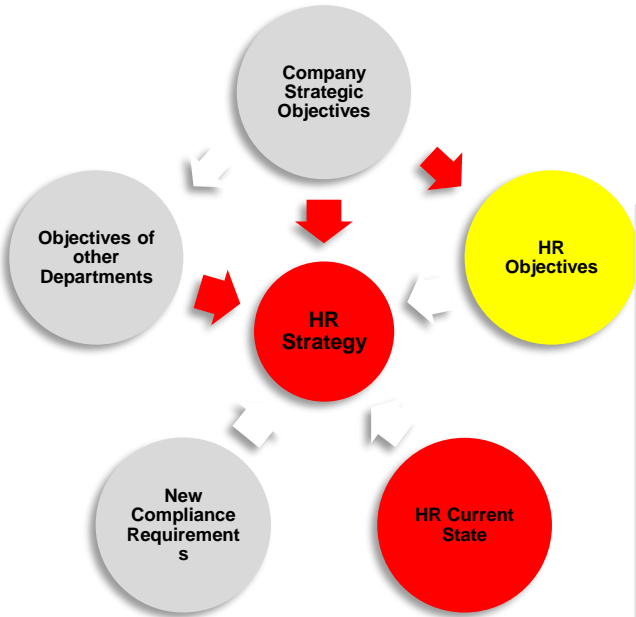 Company
Strategic
Objectives
Objectives of
other
Departments
HR
Objectives
HR
Strategy
New
Compliance
Requirement
s
HR Current
State